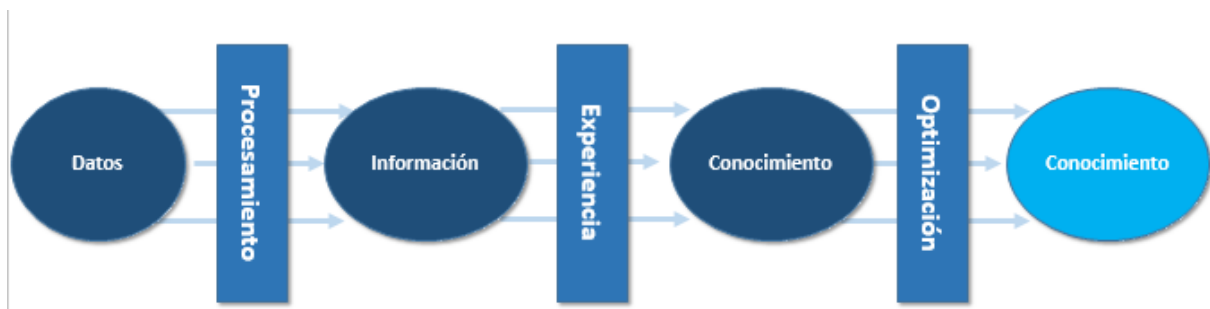 Datos
Procesamiento
Información
Experiencia
Conocimiento
Optimización
Conocimiento